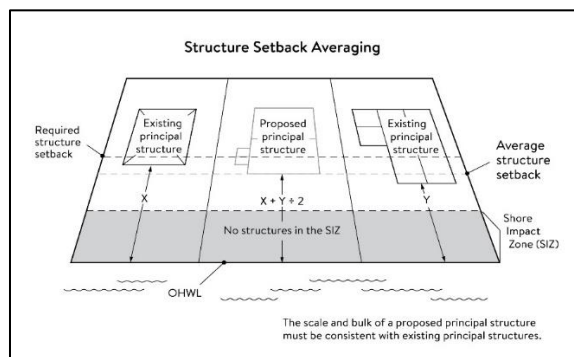 Structure Setback Averaging
Required
structure
setback
Existing
principal
structure
Proposed
principal
structure
Existing
principal
structure
Average
structure
setback
X
X + Y ÷ 2
Y
No structures in the SIZ
Shore
Impact
Zone (SIZ)
OHWL
The scale and bulk of a proposed principal structure
must be consistent with existing principal structures.